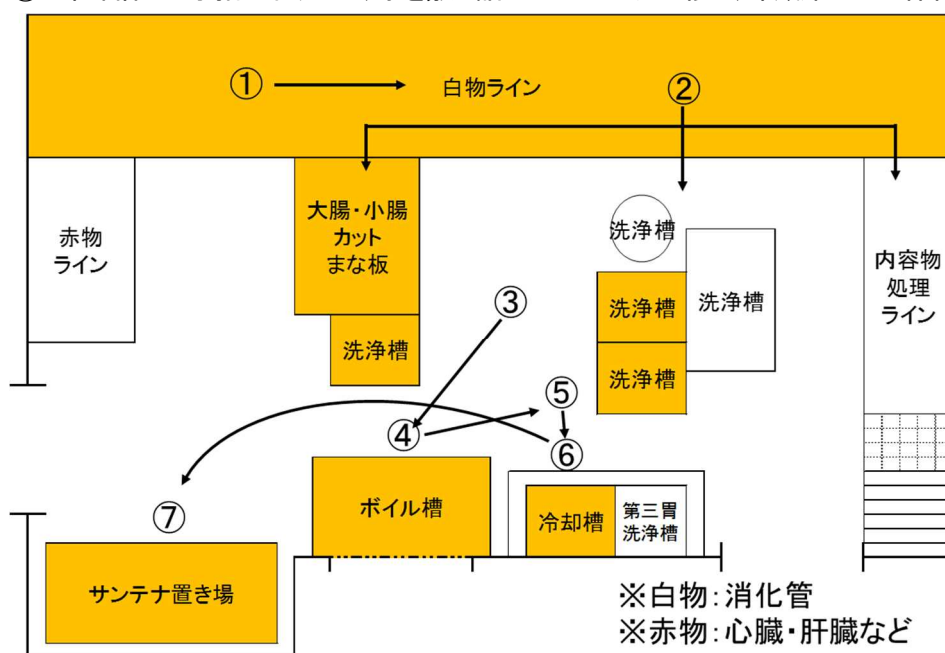 ①
白物ライン
②
赤物
ライン
大腸・小腸
カット
まな板
洗浄槽
洗浄槽
洗浄槽
洗浄槽
洗浄槽
内容物
処理
ライン
③
④
⑤
⑥
⑦
ボイル槽
冷却槽
第三胃
洗浄槽
サンテナ置き場
※白物：消化管
※赤物：心臓・肝臓など